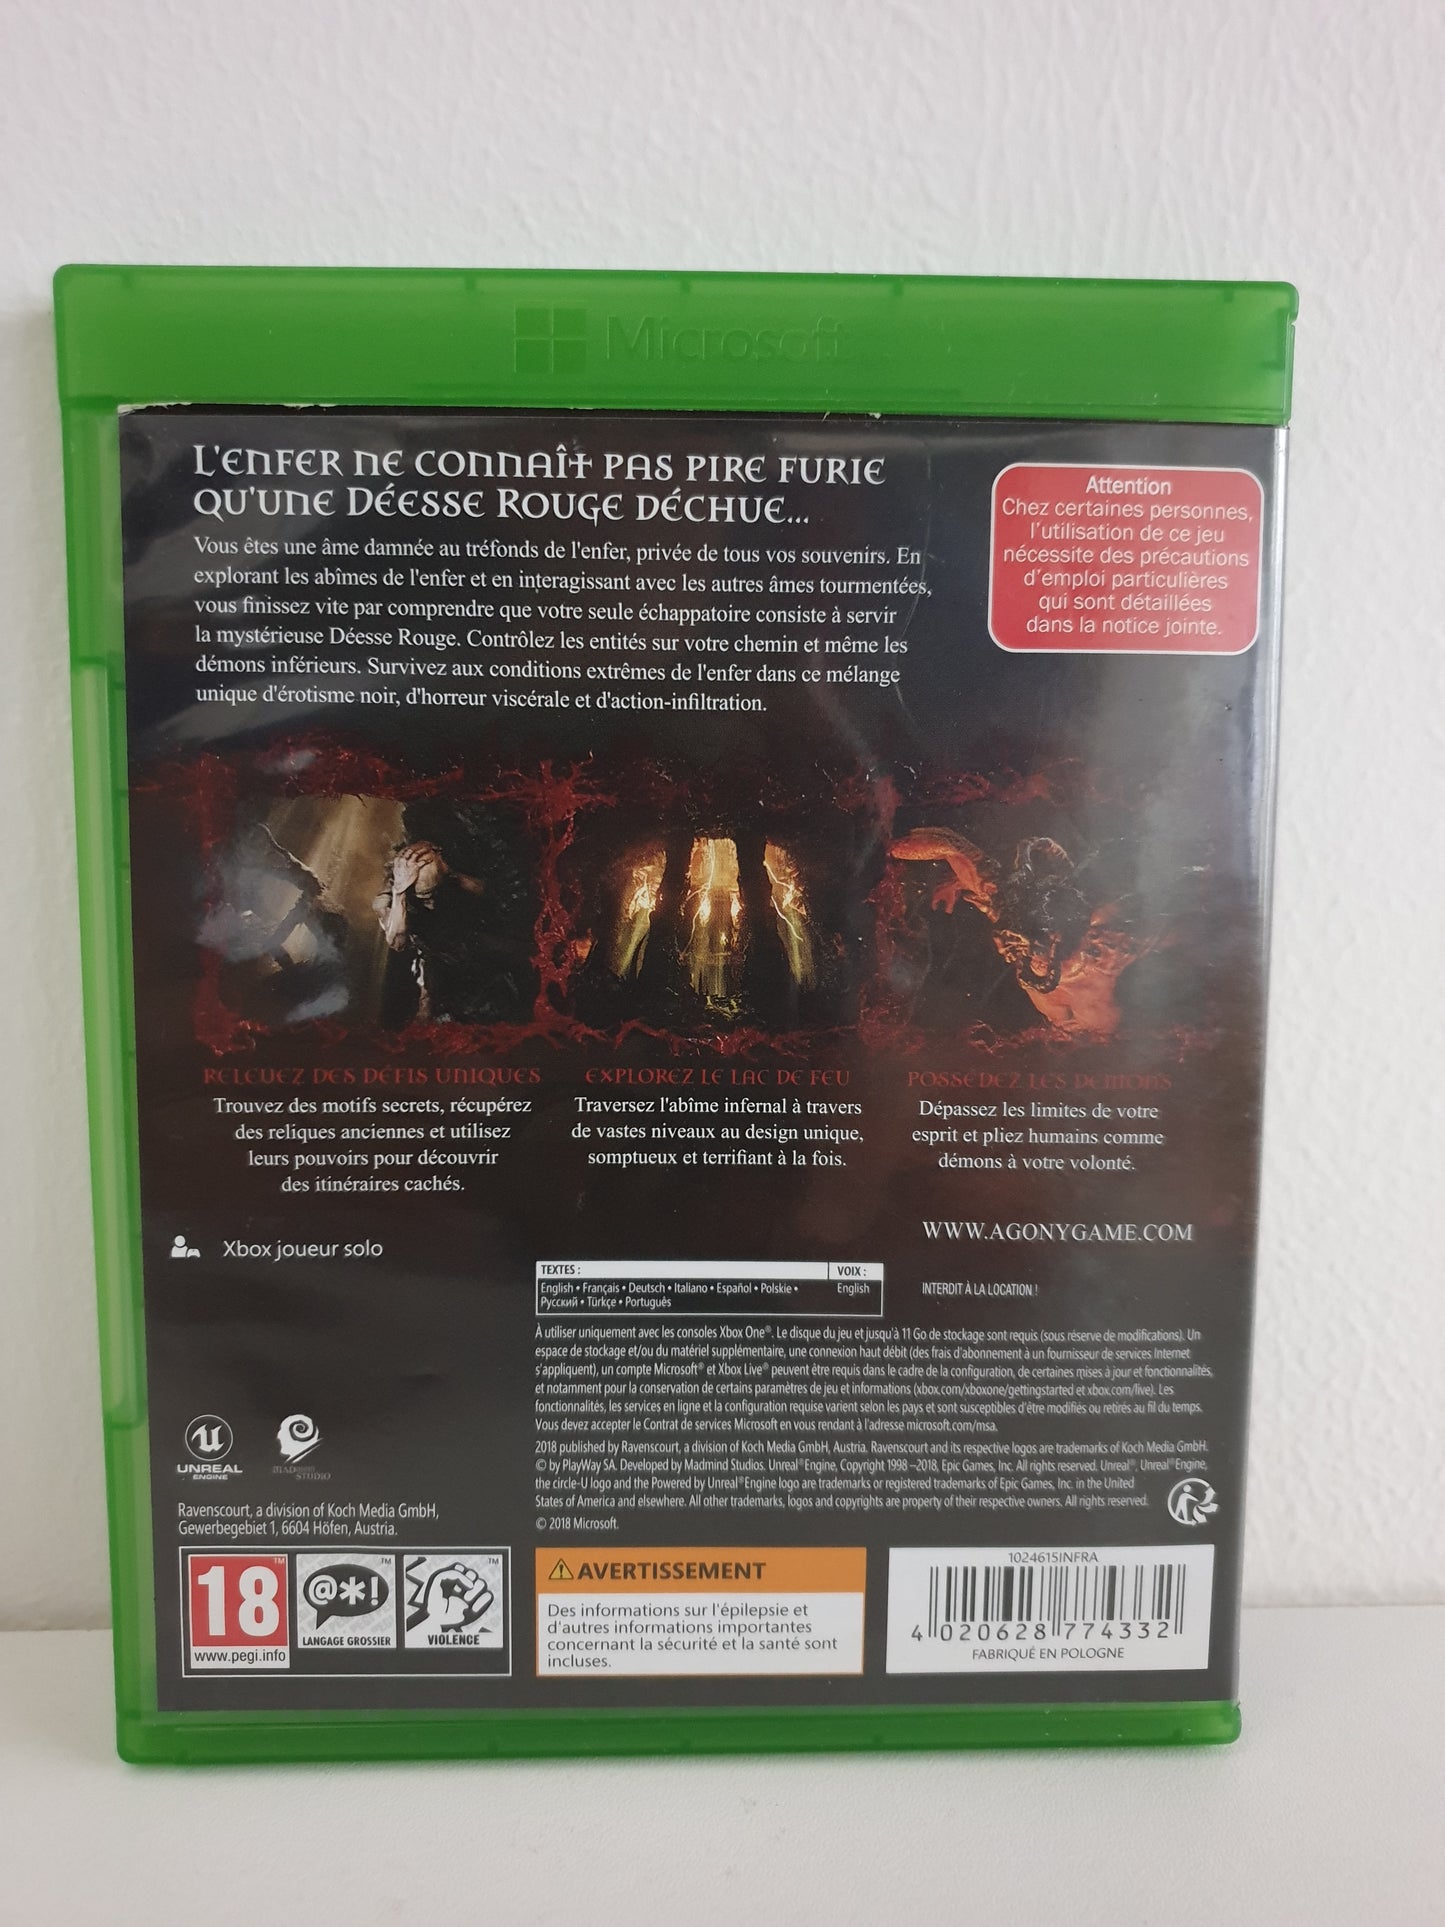 Microsoft
L'ENFER NE CONNAÎT PAS PIRE FURIE
QU'UNE DÉESSE ROUGE DÉCHUE...
Vous êtes une âme damnée au tréfonds de l'enfer, privée de tous vos souvenirs. En
explorant les abîmes de l'enfer et en interagissant avec les autres âmes tourmentées,
vous finissez vite par comprendre que votre seule échappatoire consiste à servir
la mystérieuse Déesse Rouge. Contrôlez les entités sur votre chemin et même les
démons inférieurs. Survivez aux conditions extrêmes de l'enfer dans ce mélange
unique d'érotisme noir, d'horreur viscérale et d'action-infiltration.
Attention
Chez certaines personnes,
l'utilisation de ce jeu
nécessite des précautions
d'emploi particulières
qui sont détaillées
dans la notice jointe.
RELEVEZ DES DÉFIS UNIQUES
Trouvez des motifs secrets, récupérez
des reliques anciennes et utilisez
leurs pouvoirs pour découvrir
des itinéraires cachés.
EXPLOREZ LE LAC DE FEU
Traversez l'abîme infernal à travers
de vastes niveaux au design unique,
somptueux et terrifiant à la fois.
POSSÉDEZ LES DÉMONS
Dépassez les limites de votre
esprit et pliez humains comme
démons à votre volonté.
WWW.AGONYGAME.COM
Xbox joueur solo
TEXTES :
English • Français • Deutsch • Italiano • Español • Polskie •
Русский • Türkçe • Português
VOIX :
English
INTERDIT À LA LOCATION !
À utiliser uniquement avec les consoles Xbox One®. Le disque du jeu et jusqu'à 11 Go de stockage sont requis (sous réserve de modifications). Un
espace de stockage et/ou du matériel supplémentaire, une connexion haut débit (des frais d'abonnement à un fournisseur de services Internet
s'appliquent), un compte Microsoft® et Xbox Live® peuvent être requis dans le cadre de la configuration, de certaines mises à jour et fonctionnalités,
et notamment pour la conservation de certains paramètres de jeu et informations (xbox.com/xboxone/gettingstarted et xbox.com/live). Les
fonctionnalités, les services en ligne et la configuration requise varient selon les pays et sont susceptibles d'être modifiés ou retirés au fil du temps.
Vous devez accepter le Contrat de services Microsoft en vous rendant à l'adresse microsoft.com/msa.
2018 published by Ravenscourt, a division of Koch Media GmbH, Austria. Ravenscourt and its respective logos are trademarks of Koch Media GmbH.
© by PlayWay SA. Developed by Madmind Studios. Unreal® Engine, Copyright 1998 –2018, Epic Games, Inc. All rights reserved. Unreal®, Unreal® Engine,
the circle-U logo and the Powered by Unreal® Engine logo are trademarks or registered trademarks of Epic Games, Inc. in the United
States of America and elsewhere. All other trademarks, logos and copyrights are property of their respective owners. All rights reserved.
© 2018 Microsoft.
UNREAL
ENGINE
MADMIND
STUDIO
Ravenscourt, a division of Koch Media GmbH,
Gewerbegebiet 1, 6604 Höfen, Austria.
18
www.pegi.info
@*!
LANGAGE GROSSIER
VIOLENCE
AVERTISSEMENT
Des informations sur l'épilepsie et
d'autres informations importantes
concernant la sécurité et la santé sont
incluses.
1024615INFRA
4 020628 774332
FABRIQUÉ EN POLOGNE